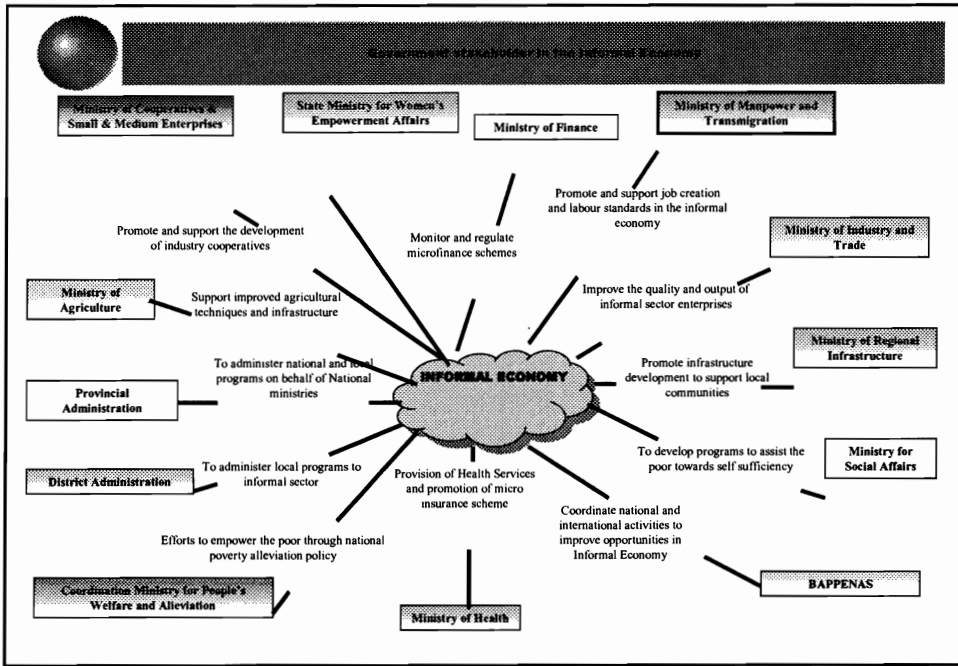 Government stakeholder in the Informal Economy
Ministry of Cooperatives &
Small & Medium Enterprises
State Ministry for Women's
Empowerment Affairs
Ministry of Finance
Ministry of Manpower and
Transmigration
Promote and support the development
of industry cooperatives
Monitor and regulate
microfinance schemes
Promote and support job creation
and labour standards in the informal
economy
Ministry of Industry and
Trade
Ministry of
Agriculture
Support improved agricultural
techniques and infrastructure
Improve the quality and output of
informal sector enterprises
Ministry of Regional
Infrastructure
To administer national and local
programs on behalf of National
ministries
INFORMAL ECONOMY
Promote infrastructure
development to support local
communities
Provincial
Administration
Ministry for
Social Affairs
To develop programs to assist the
poor towards self sufficiency
District Administration
To administer local programs to
informal sector
Provision of Health Services
and promotion of micro
insurance scheme
Coordinate national and
international activities to
improve opportunities in
Informal Economy
Efforts to empower the poor through national
poverty alleviation policy
Coordination Ministry for People's
Welfare and Alleviation
Ministry of Health
BAPPENAS